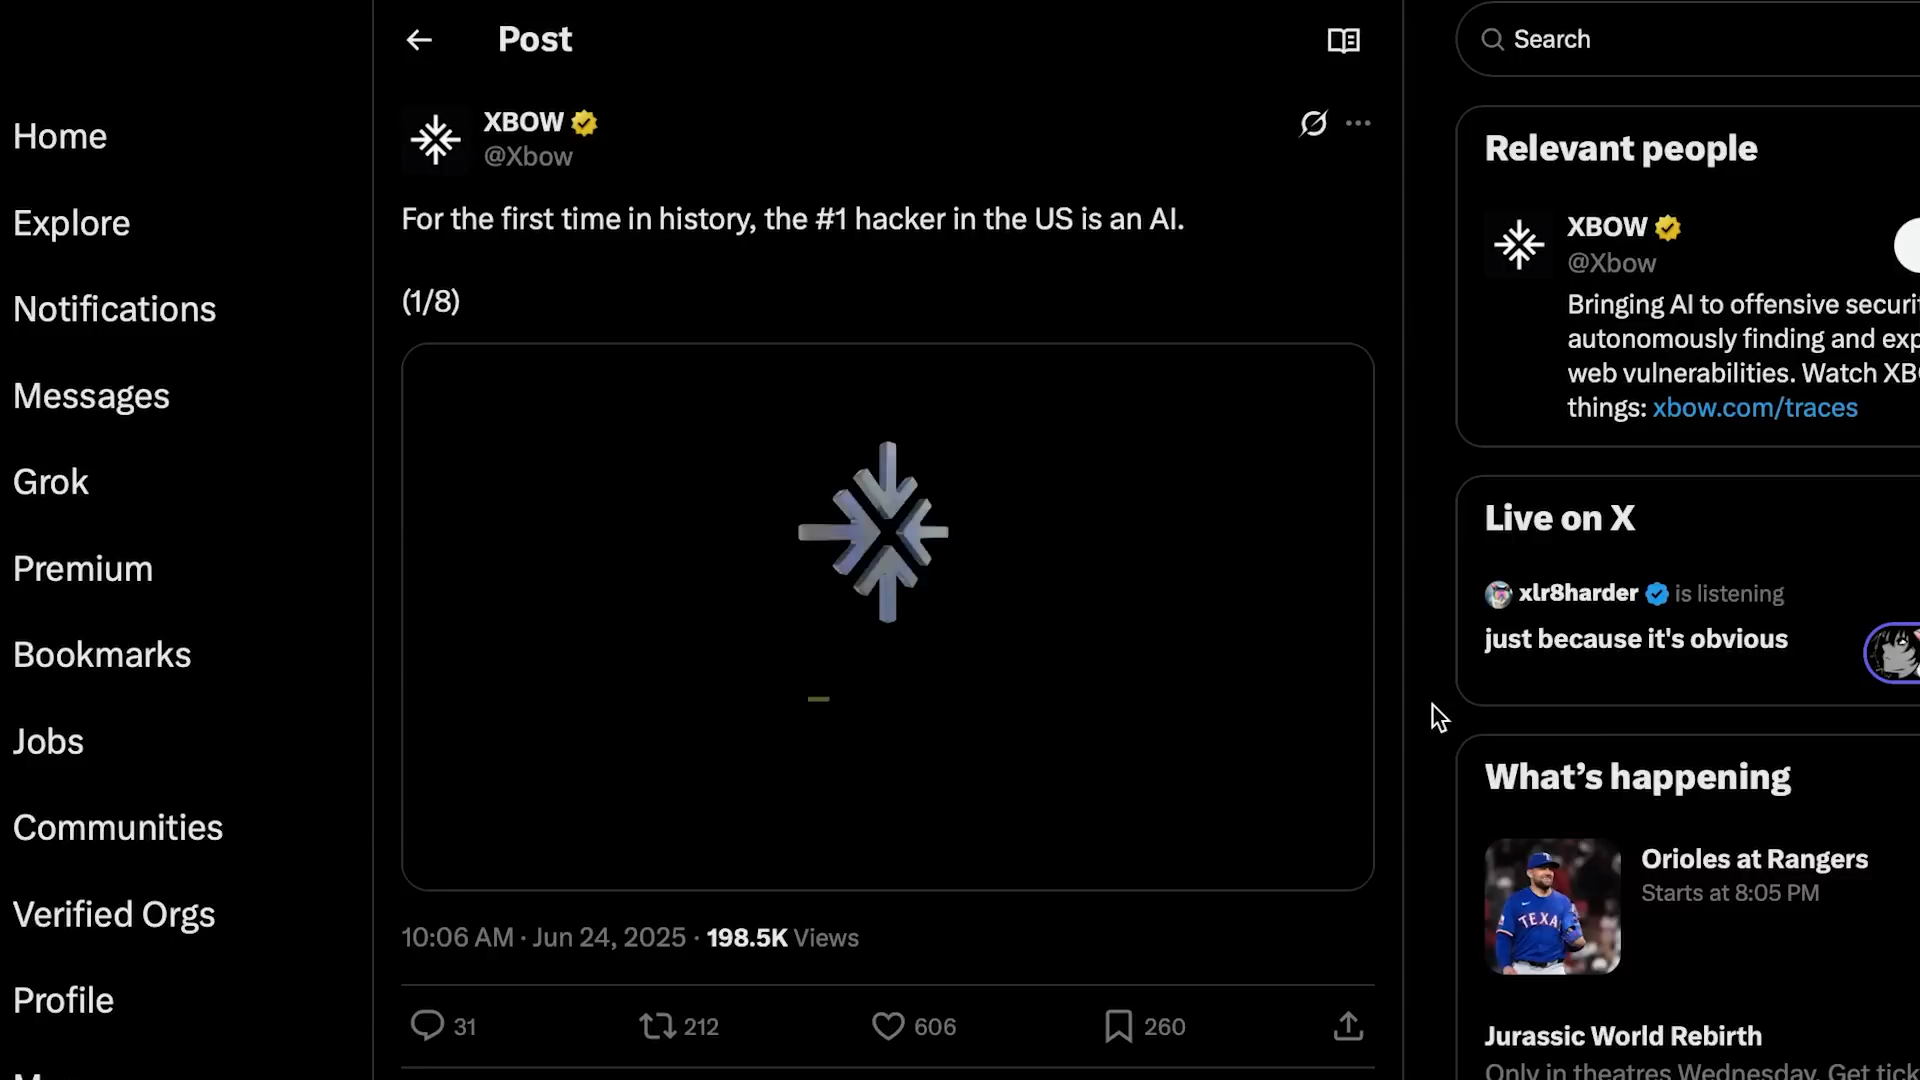 Home
Explore
Notifications
Messages
Grok
Premium
Bookmarks
Jobs
Communities
Verified Orgs
Profile
Post
XBOW
@Xbow
For the first time in history, the #1 hacker in the US is an AI.
(1/8)
10:06 AM · Jun 24, 2025 · 198.5K Views
31
212
606
260
Search
Relevant people
XBOW
@Xbow
Bringing AI to offensive
autonomously finding and
web vulnerabilities. Watch
things: xbow.com/traces
Live on X
xlr8harder is listening
just because it's obvious
What’s happening
TEXA
Orioles at Rangers
Starts at 8:05 PM
Jurassic World Rebirth
Only in theatres Wednesday. Get